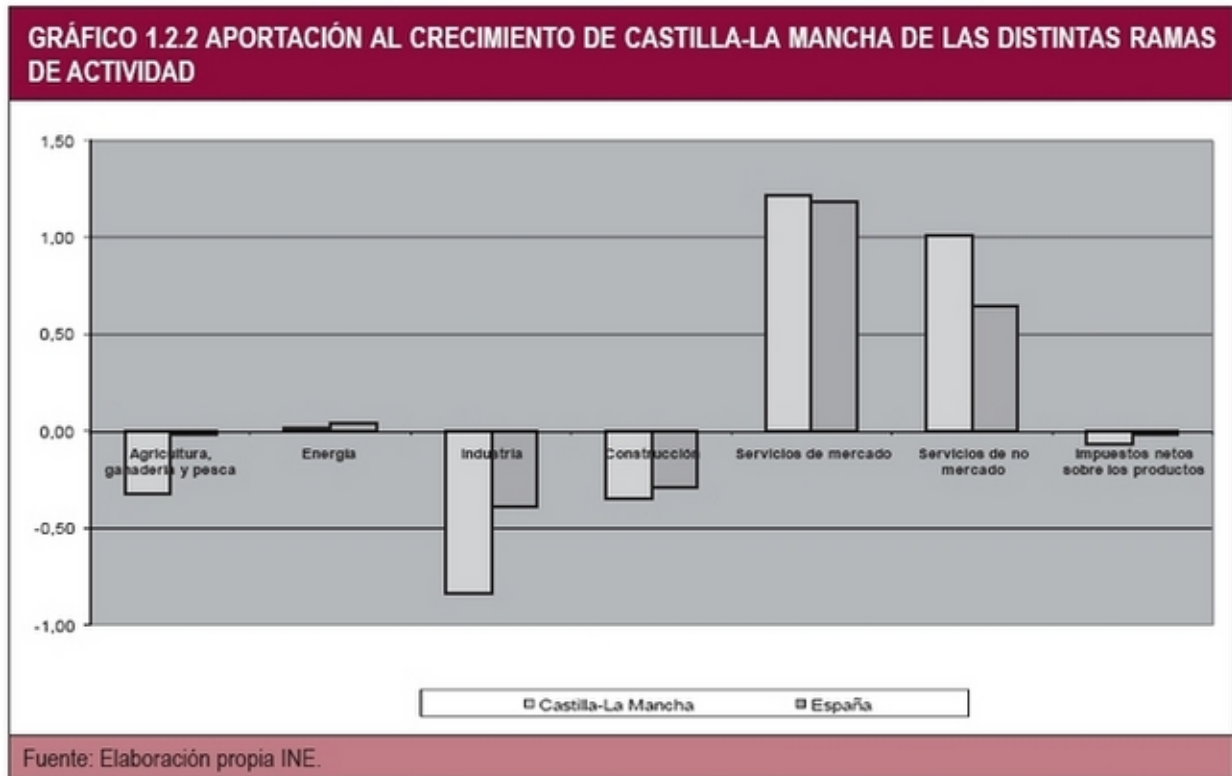 GRÁFICO 1.2.2 APORTACIÓN AL CRECIMIENTO DE CASTILLA-LA MANCHA DE LAS DISTINTAS RAMAS
DE ACTIVIDAD
1,50
1,00
0,50
0,00
-0,50
-1,00
Agricultura,
ganadería y pesca
Energía
Industria
Construcción
Servicios de mercado
Servicios de no
mercado
Impuestos netos
sobre los productos
Castilla-La Mancha
España
Fuente: Elaboración propia INE.